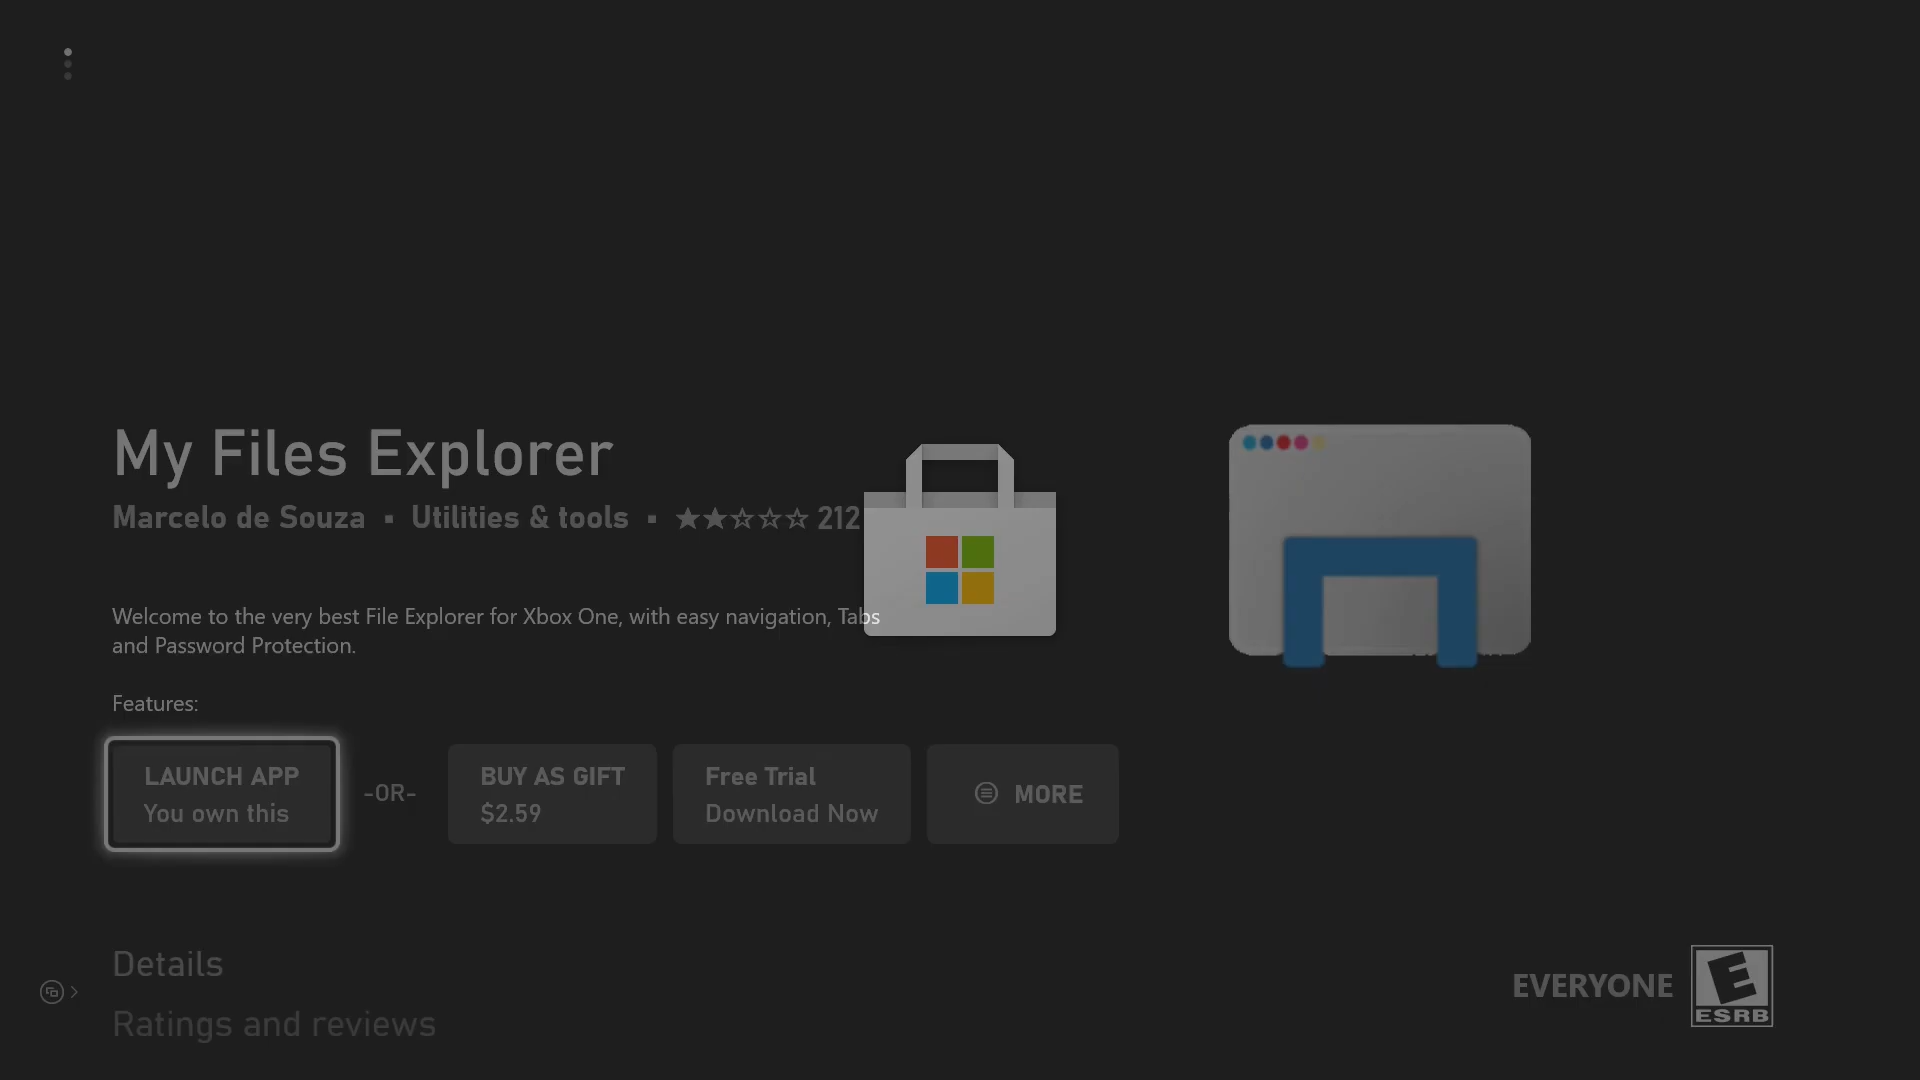 My Files Explorer
Marcelo de Souza ▪ Utilities & tools ▪ ★★☆☆☆ 212
Welcome to the very best File Explorer for Xbox One, with easy navigation, Tabs
and Password Protection.
Features:
LAUNCH APP
You own this
-OR-
BUY AS GIFT
$2.59
Free Trial
Download Now
MORE
Details
Ratings and reviews
EVERYONE
E
ESRB